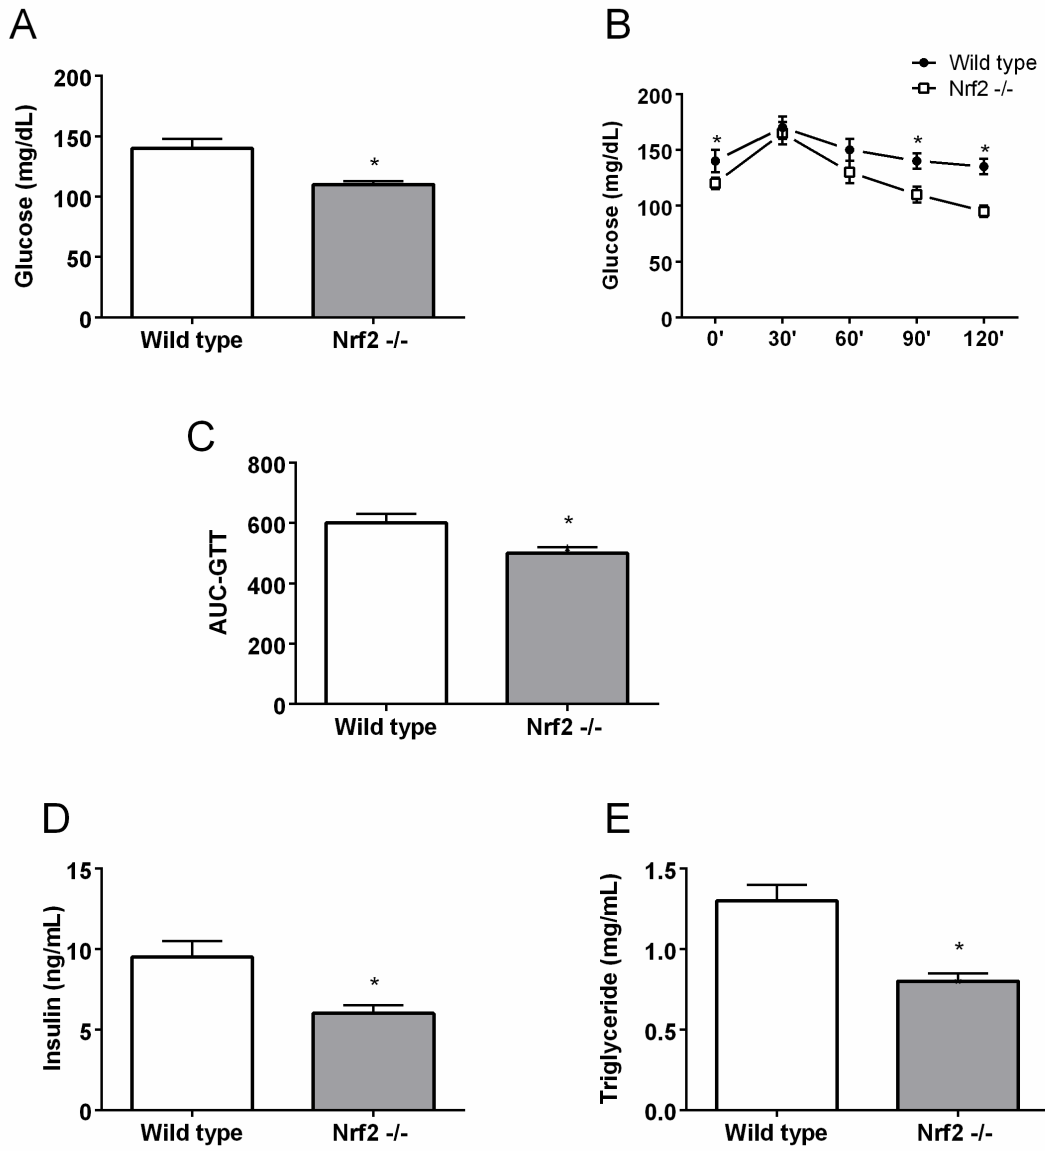 A
200
150
100
50
0
Glucose (mg/dL)
*
Wild type
Nrf2 -/-
B
Wild type
Nrf2 -/-
200
150
100
50
0
Glucose (mg/dL)
*
*
*
0'
30'
60'
90'
120'
C
800
600
400
200
0
AUC-GTT
*
Wild type
Nrf2 -/-
D
15
10
5
0
Insulin (ng/mL)
*
Wild type
Nrf2 -/-
E
1.5
1.0
0.5
0.0
Triglyceride (mg/mL)
*
Wild type
Nrf2 -/-